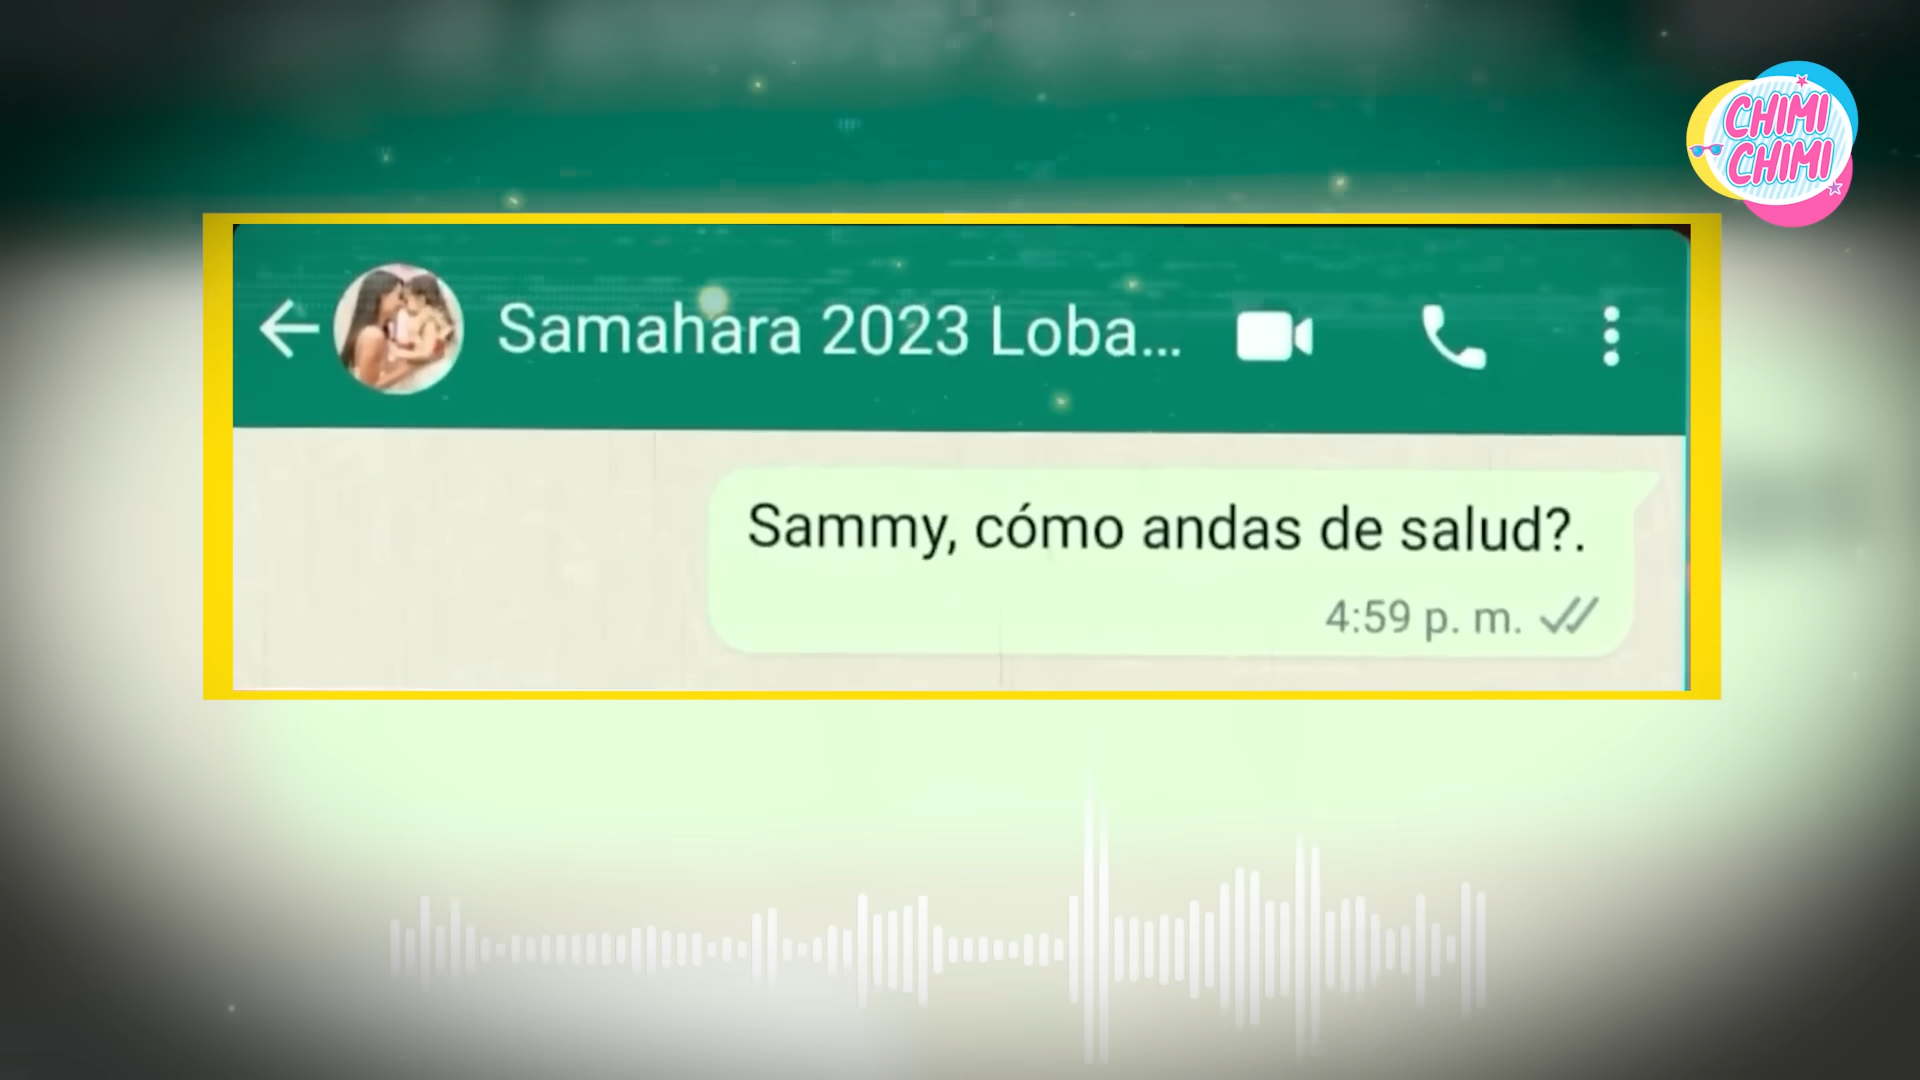 CHIMI
CHIMI
Samahara 2023 Loba...
Sammy, cómo andas de salud?.
4:59 p. m.